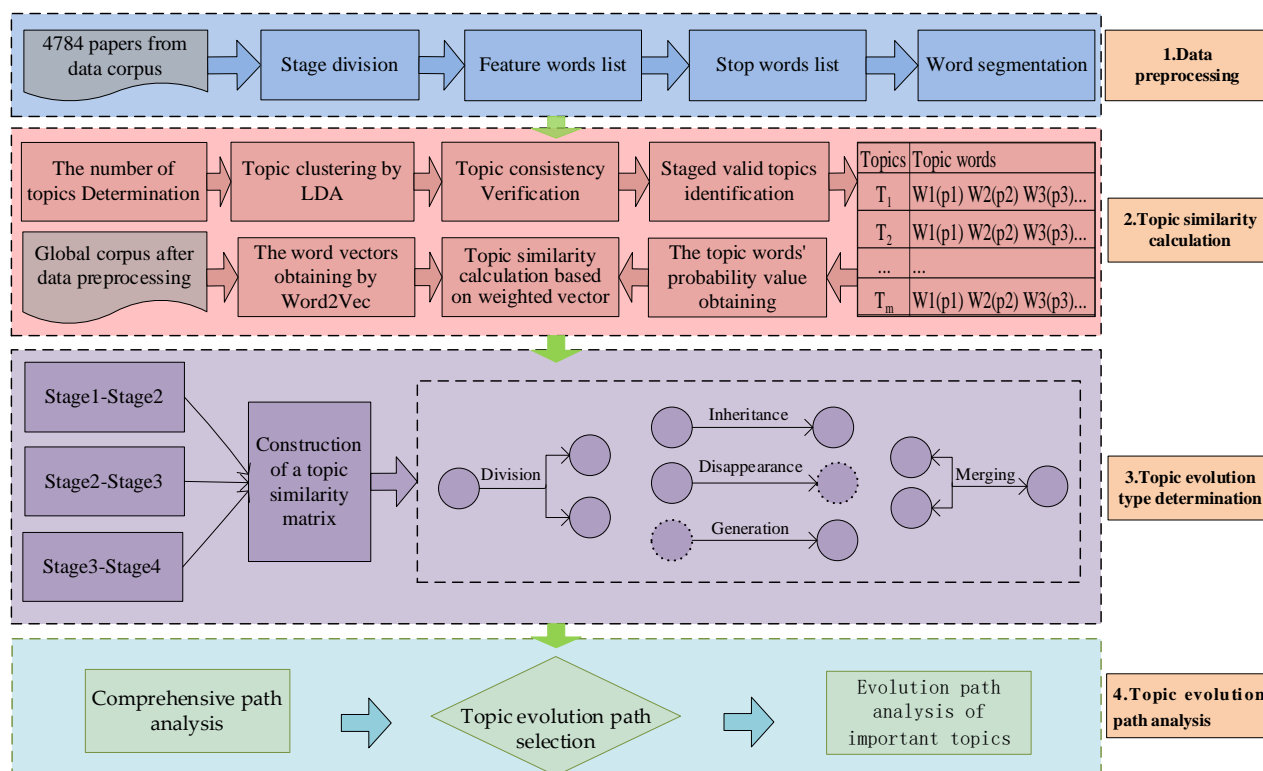 4784 papers from
data corpus
Stage division
Feature words list
Stop words list
Word segmentation
1.Data
preprocessing
The number of
topics Determination
Topic clustering by
LDA
Topic consistency
Verification
Staged valid topics
identification
Topics Topic words
T1 W1(p1) W2(p2) W3(p3)...
T2 W1(p1) W2(p2) W3(p3)...
... ...
Tm W1(p1) W2(p2) W3(p3)...
Global corpus after
data preprocessing
The word vectors
obtaining by
Word2Vec
Topic similarity
calculation based
on weighted vector
The topic words'
probability value
obtaining
2.Topic similarity
calculation
Stage1-Stage2
Stage2-Stage3
Stage3-Stage4
Construction
of a topic
similarity
matrix
Division
Inheritance
Disappearance
Generation
Merging
3.Topic evolution
type determination
Comprehensive path
analysis
Topic evolution path
selection
Evolution path
analysis of
important topics
4.Topic evolution
path analysis